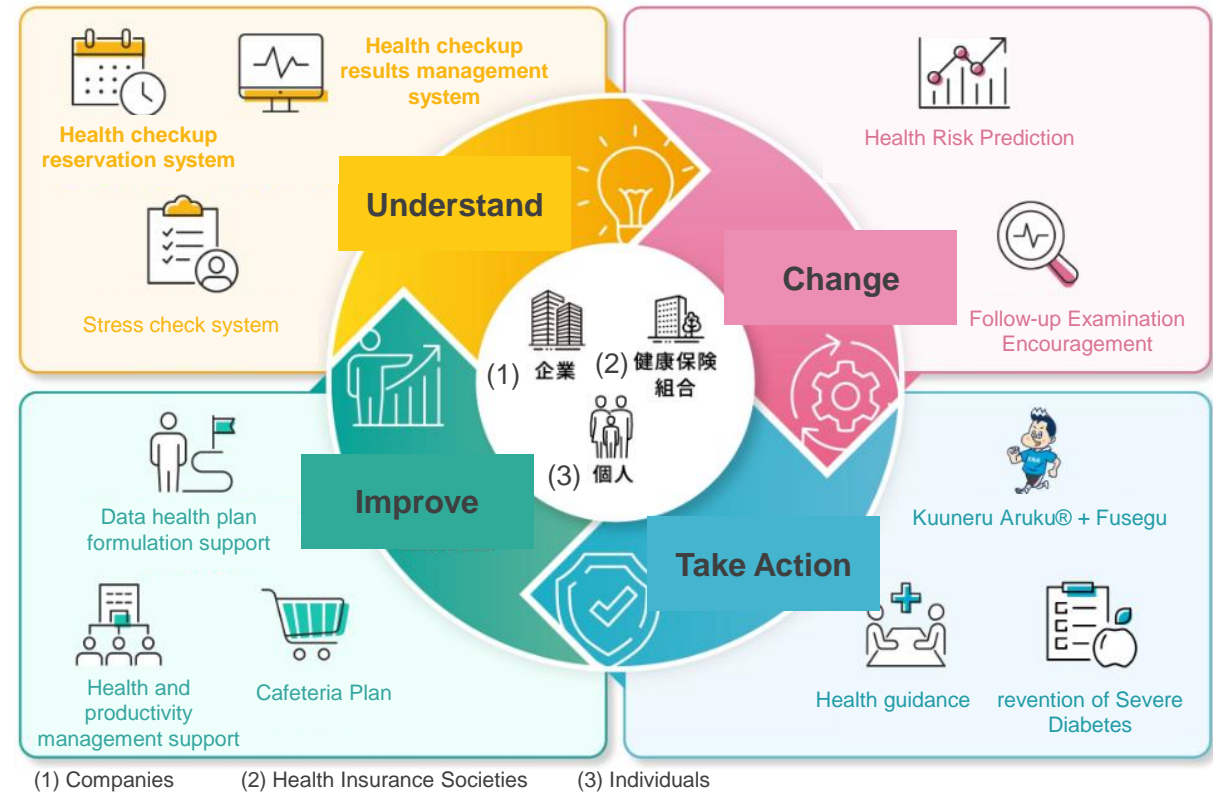 Health checkup
results management
system
Health checkup
reservation system
Stress check system
Understand
Health Risk Prediction
Follow-up Examination
Encouragement
Change
(1) 企業
(2) 健康保険
組合
(3) 個人
Improve
Data health plan
formulation support
Health and
productivity
management support
Cafeteria Plan
Take Action
Kuuneru Aruku® + Fusegu
Health guidance
revention of Severe
Diabetes
(1) Companies (2) Health Insurance Societies (3) Individuals